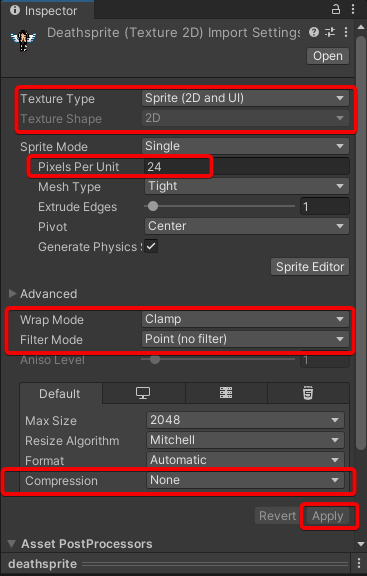 Inspector
Deathsprite (Texture 2D) Import Settings
Open
Texture Type Sprite (2D and UI)
Texture Shape 2D
Sprite Mode Single
Pixels Per Unit 24
Mesh Type Tight
Extrude Edges 1
Pivot Center
Generate Physics S
Sprite Editor
Advanced
Wrap Mode Clamp
Filter Mode Point (no filter)
Aniso Level 1
Default
Max Size 2048
Resize Algorithm Mitchell
Format Automatic
Compression None
Revert Apply
Asset PostProcessors
deathsprite